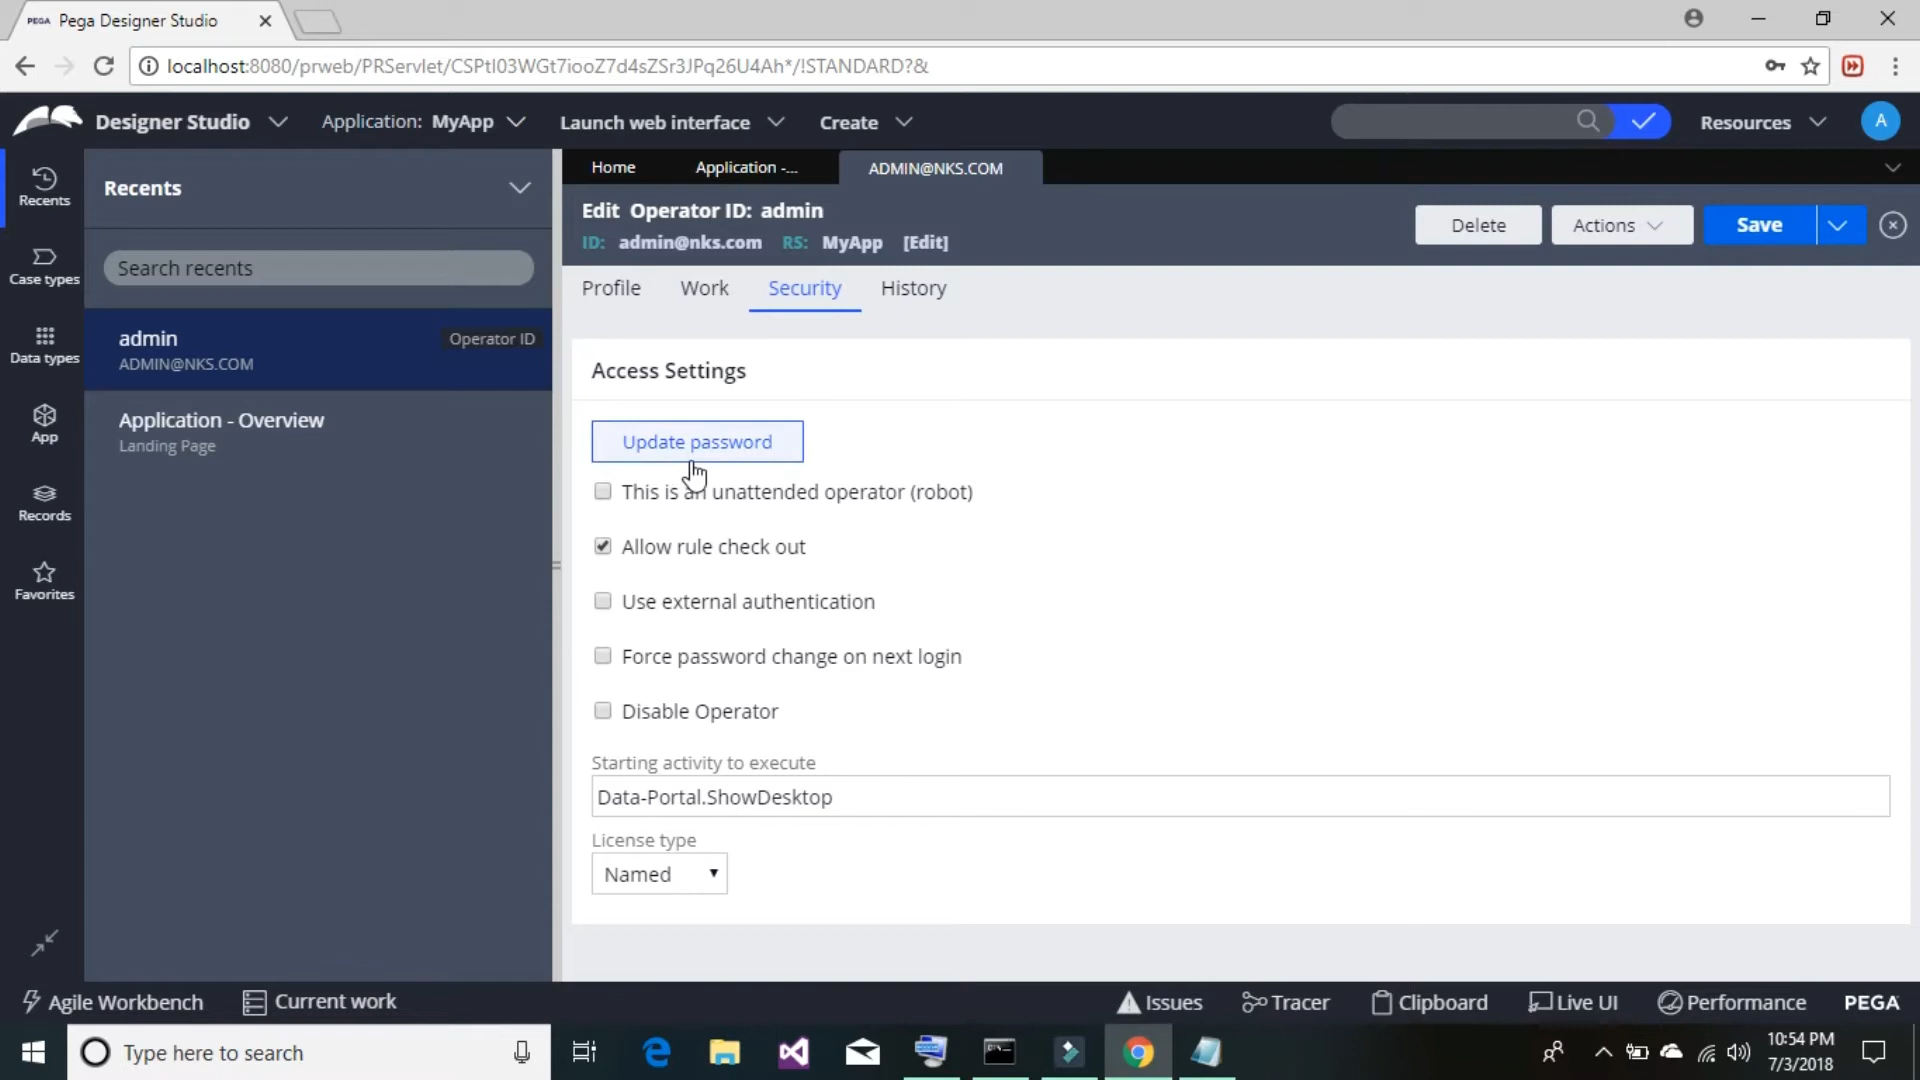 PEGA Pega Designer Studio
localhost:8080/prweb/PRServlet/CSPtI03WGt7iooZ7d4sZSr3JPq26U4Ah*/!STANDARD?&
Designer Studio Application: MyApp Launch web interface Create Resources A
Recents
Case types
Data types
App
Records
Favorites
Recents
Search recents
admin Operator ID
ADMIN@NKS.COM
Application - Overview
Landing Page
Home Application -... ADMIN@NKS.COM
Edit Operator ID: admin
ID: admin@nks.com RS: MyApp [Edit]
Delete Actions Save
Profile Work Security History
Access Settings
Update password
This is an unattended operator (robot)
Allow rule check out
Use external authentication
Force password change on next login
Disable Operator
Starting activity to execute
Data-Portal.ShowDesktop
License type
Named
Agile Workbench Current work Issues Tracer Clipboard Live UI Performance PEGA
Type here to search
10:54 PM
7/3/2018